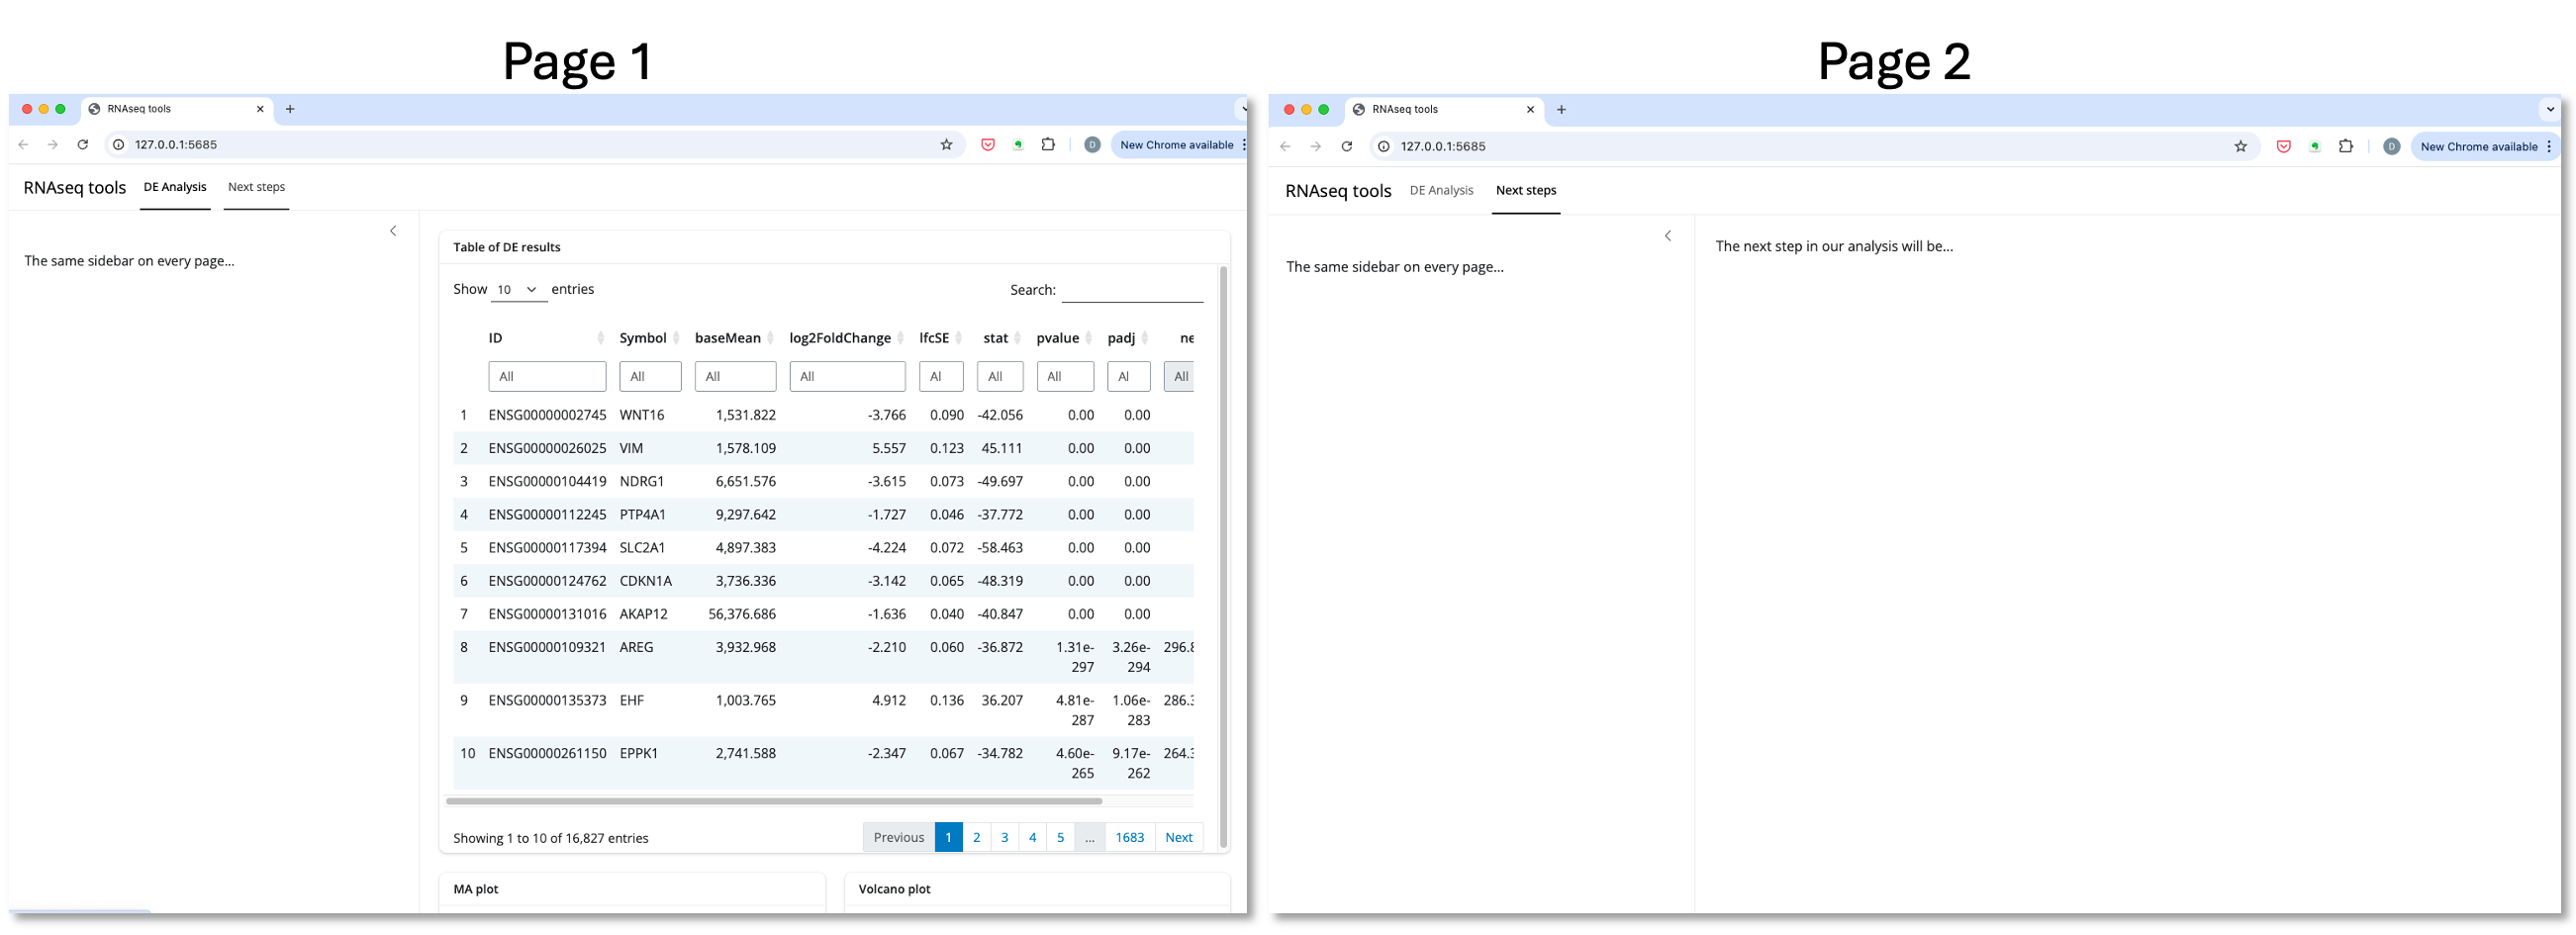 Page 1
RNAseq tools
127.0.0.1:5685
D
New Chrome available
RNAseq tools DE Analysis Next steps
The same sidebar on every page...
Table of DE results
Show 10 entries Search:
ID Symbol baseMean log2FoldChange lfcSE stat pvalue padj ne
All All All All Al All All Al All
1 ENSG00000002745 WNT16 1,531.822 -3.766 0.090 -42.056 0.00 0.00
2 ENSG00000026025 VIM 1,578.109 5.557 0.123 45.111 0.00 0.00
3 ENSG00000104419 NDRG1 6,651.576 -3.615 0.073 -49.697 0.00 0.00
4 ENSG00000112245 PTP4A1 9,297.642 -1.727 0.046 -37.772 0.00 0.00
5 ENSG00000117394 SLC2A1 4,897.383 -4.224 0.072 -58.463 0.00 0.00
6 ENSG00000124762 CDKN1A 3,736.336 -3.142 0.065 -48.319 0.00 0.00
7 ENSG00000131016 AKAP12 56,376.686 -1.636 0.040 -40.847 0.00 0.00
8 ENSG00000109321 AREG 3,932.968 -2.210 0.060 -36.872 1.31e- 3.26e- 296.8
297 294
9 ENSG00000135373 EHF 1,003.765 4.912 0.136 36.207 4.81e- 1.06e- 286.3
287 283
10 ENSG00000261150 EPPK1 2,741.588 -2.347 0.067 -34.782 4.60e- 9.17e- 264.3
265 262
Showing 1 to 10 of 16,827 entries Previous 1 2 3 4 5 ... 1683 Next
MA plot Volcano plot
Page 2
RNAseq tools
127.0.0.1:5685
D
New Chrome available
RNAseq tools DE Analysis Next steps
The same sidebar on every page...
The next step in our analysis will be...